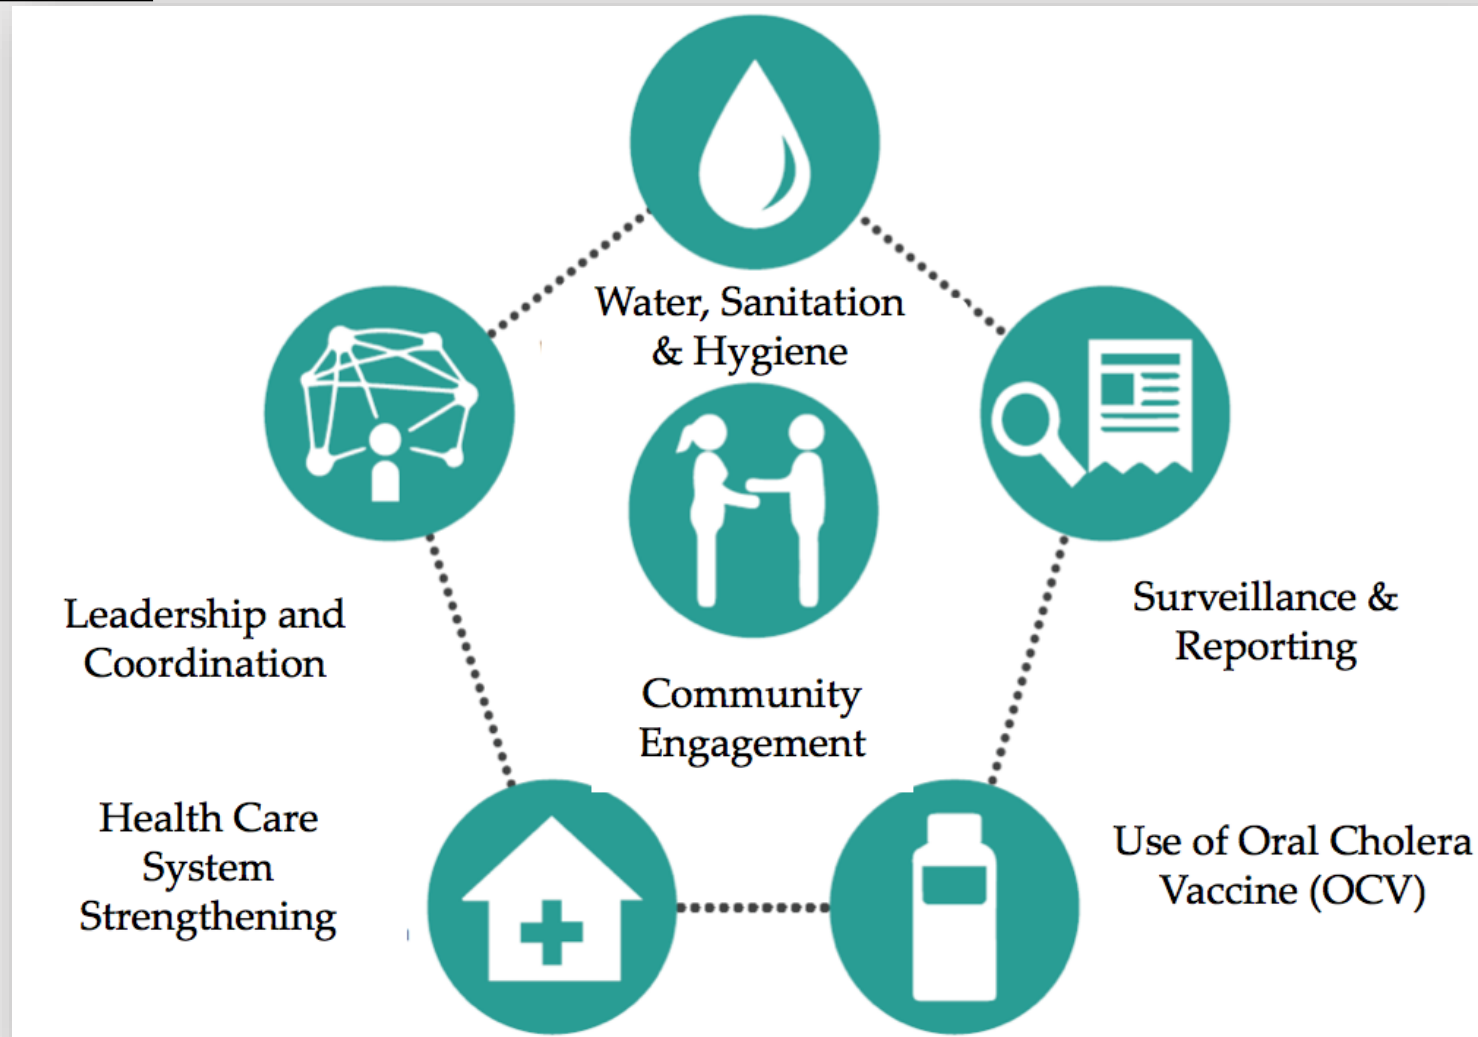 Water, Sanitation
& Hygiene
Leadership and
Coordination
Surveillance &
Reporting
Community
Engagement
Health Care
System
Strengthening
Use of Oral Cholera
Vaccine (OCV)